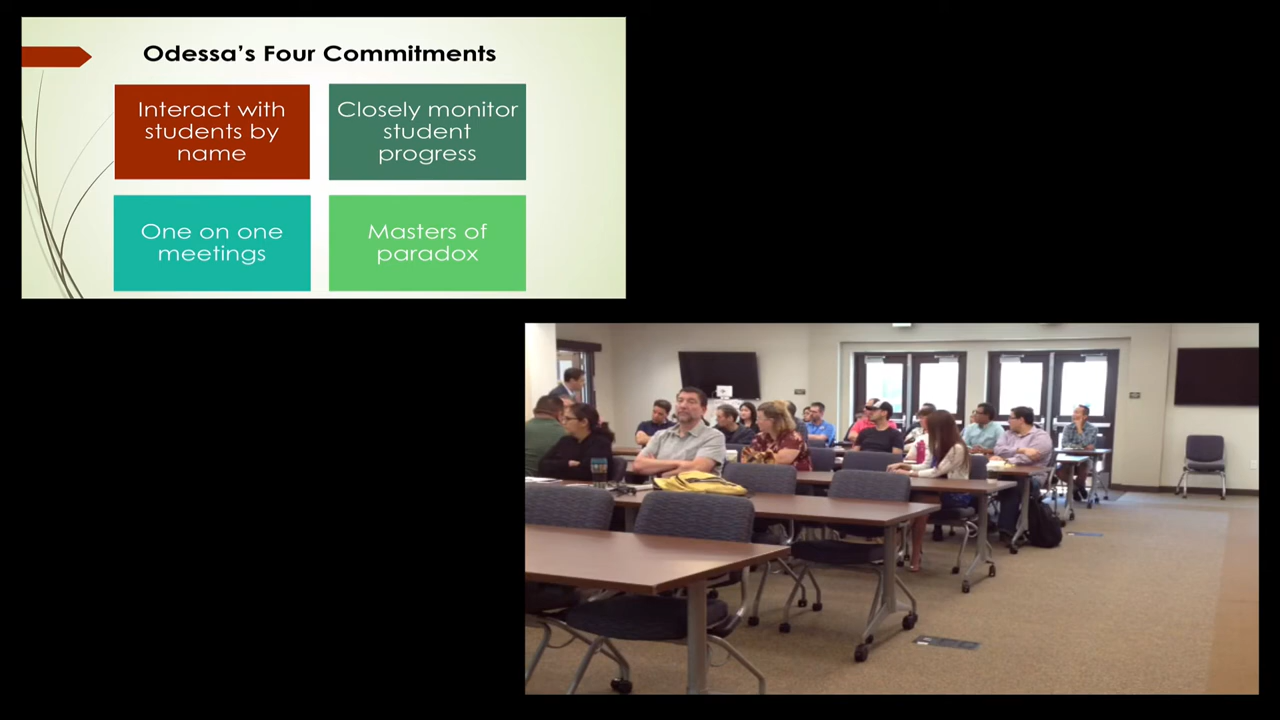 Odessa's Four Commitments
Interact with
students by
name
Closely monitor
student
progress
One on one
meetings
Masters of
paradox